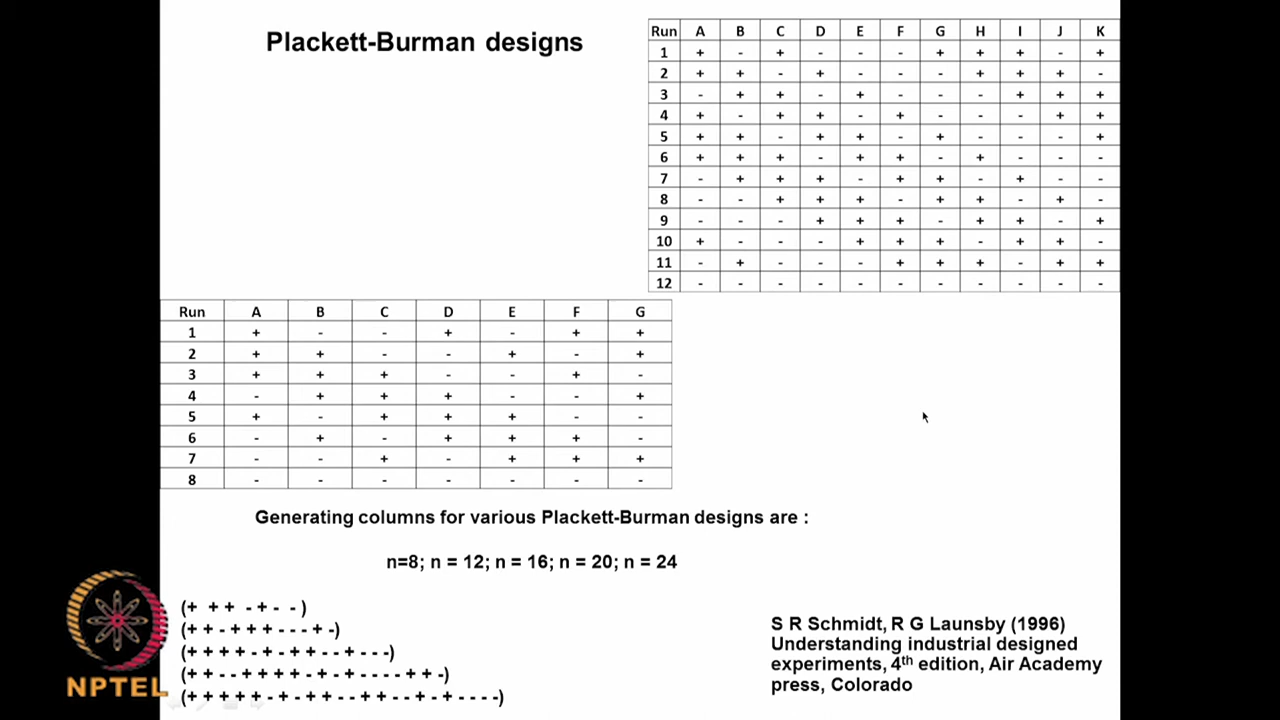 Plackett-Burman designs
Run A B C D E F G H I J K
1 + - + - - - + + + - +
2 + + - + - - - + + + -
3 - + + - + - - - + + +
4 + - + + - + - - - + +
5 + + - + + - + - - - +
6 + + + - + + - + - - -
7 - + + + - + + - + - -
8 - - + + + - + + - + -
9 - - - + + + - + + - +
10 + - - - + + + - + + -
11 - + - - - + + + - + +
12 - - - - - - - - - - -
Run A B C D E F G
1 + - - + - + +
2 + + - - + - +
3 + + + - - + -
4 - + + + - - +
5 + - + + + - -
6 - + - + + + -
7 - - + - + + +
8 - - - - - - -
Generating columns for various Plackett-Burman designs are :
n=8; n = 12; n = 16; n = 20; n = 24
(+ + + - + - - )
(+ + - + + + - - - + -)
(+ + + + - + - + + - - + - - -)
(+ + - - + + + + - + - + - - - - + + -)
(+ + + + + - + - + + - - + + - - + - + - - - -)
S R Schmidt, R G Launsby (1996)
Understanding industrial designed
experiments, 4th edition, Air Academy
press, Colorado
NPTEL